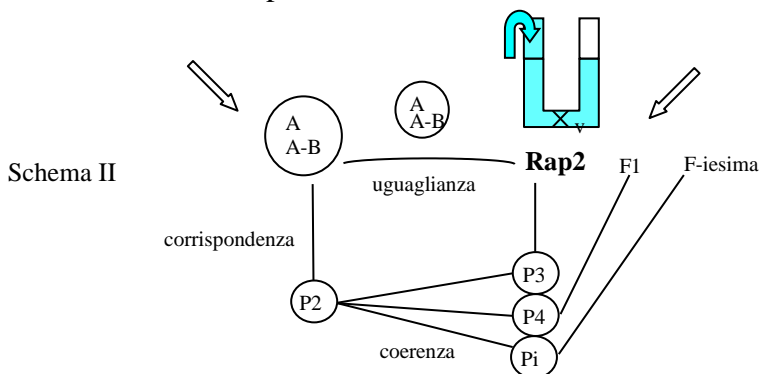 A
A-B
A
A-B
v
Schema II
uguaglianza
Rap2
F1
F-iesima
corrispondenza
P2
P3
P4
Pi
coerenza